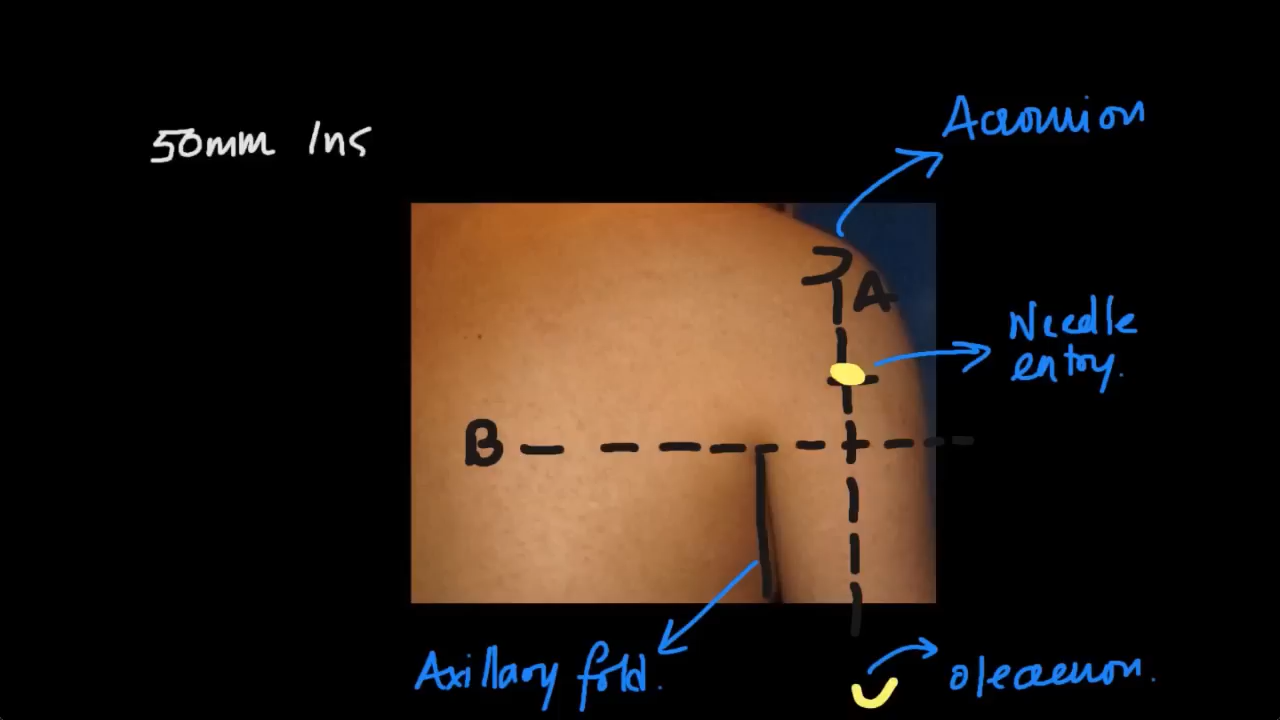 Acromion
50mm Ins
A
Needle
entry.
B
Axillary fold.
olecranon.